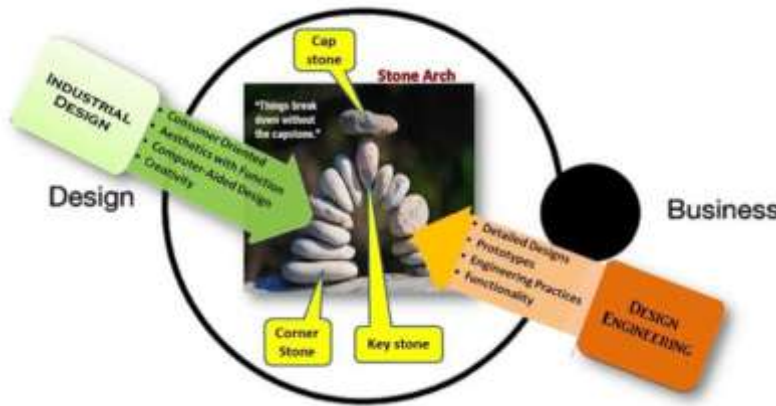 Cap
stone
Stone Arch
"Things break
down without
the capstone."
INDUSTRIAL
DESIGN
• Consumer Oriented
• Aesthetics with Function
• Computer-Aided Design
• Creativity
Design
Business
• Detailed Designs
• Prototypes
• Engineering Practices
• Functionality
DESIGN
ENGINEERING
Corner
Stone
Key stone